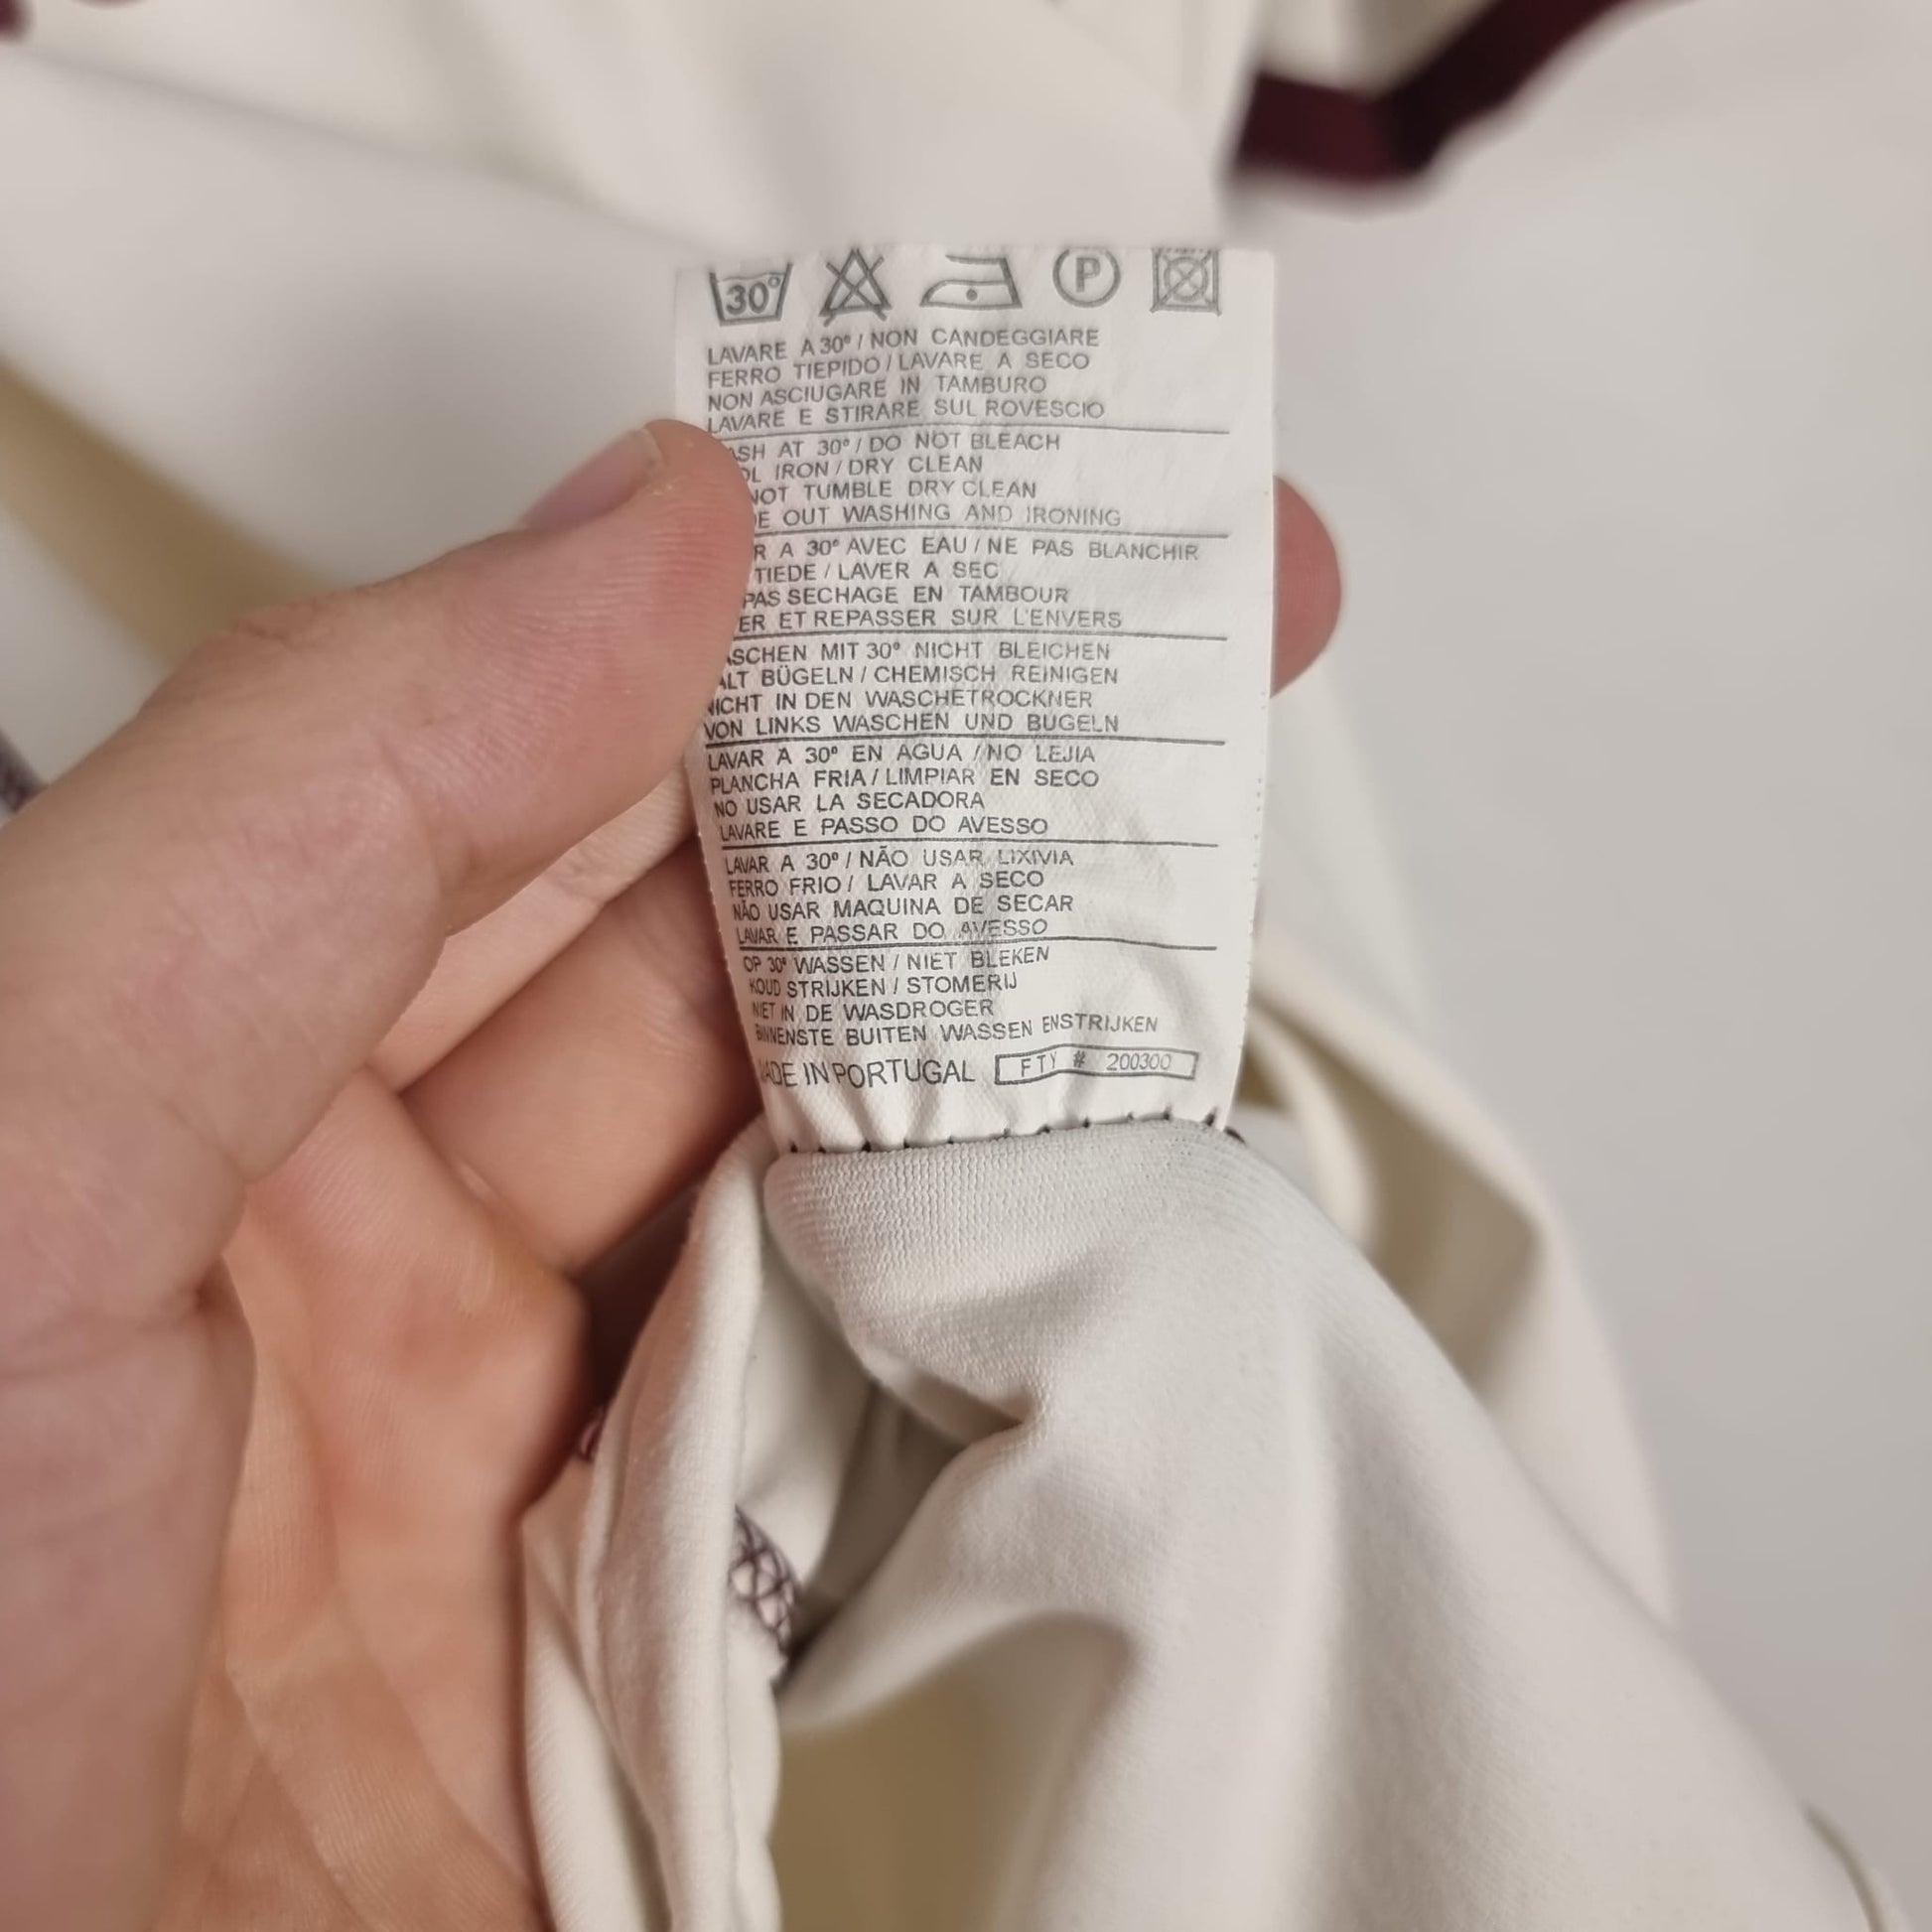 30° P
LAVARE A 30° / NON CANDEGGIARE
FERRO TIEPIDO / LAVARE A SECO
NON ASCIUGARE IN TAMBURO
LAVARE E STIRARE SUL ROVESCIO
ASH AT 30° / DO NOT BLEACH
OL IRON / DRY CLEAN
NOT TUMBLE DRY CLEAN
E OUT WASHING AND IRONING
R A 30° AVEC EAU / NE PAS BLANCHIR
TIEDE / LAVER A SEC
PAS SECHAGE EN TAMBOUR
ER ET REPASSER SUR L'ENVERS
ASCHEN MIT 30° NICHT BLEICHEN
ALT BÜGELN / CHEMISCH REINIGEN
NICHT IN DEN WASCHETROCKNER
VON LINKS WASCHEN UND BUGELN
LAVAR A 30° EN AGUA / NO LEJIA
PLANCHA FRIA / LIMPIAR EN SECO
NO USAR LA SECADORA
LAVARE E PASSO DO AVESSO
LAVAR A 30° / NÃO USAR LIXIVIA
FERRO FRIO / LAVAR A SECO
NÃO USAR MAQUINA DE SECAR
LAVAR E PASSAR DO AVESSO
OP 30° WASSEN / NIET BLEKEN
KOUD STRIJKEN / STOMERIJ
NIET IN DE WASDROGER
BINNENSTE BUITEN WASSEN ENSTRIJKEN
MADE IN PORTUGAL FTY # 200300